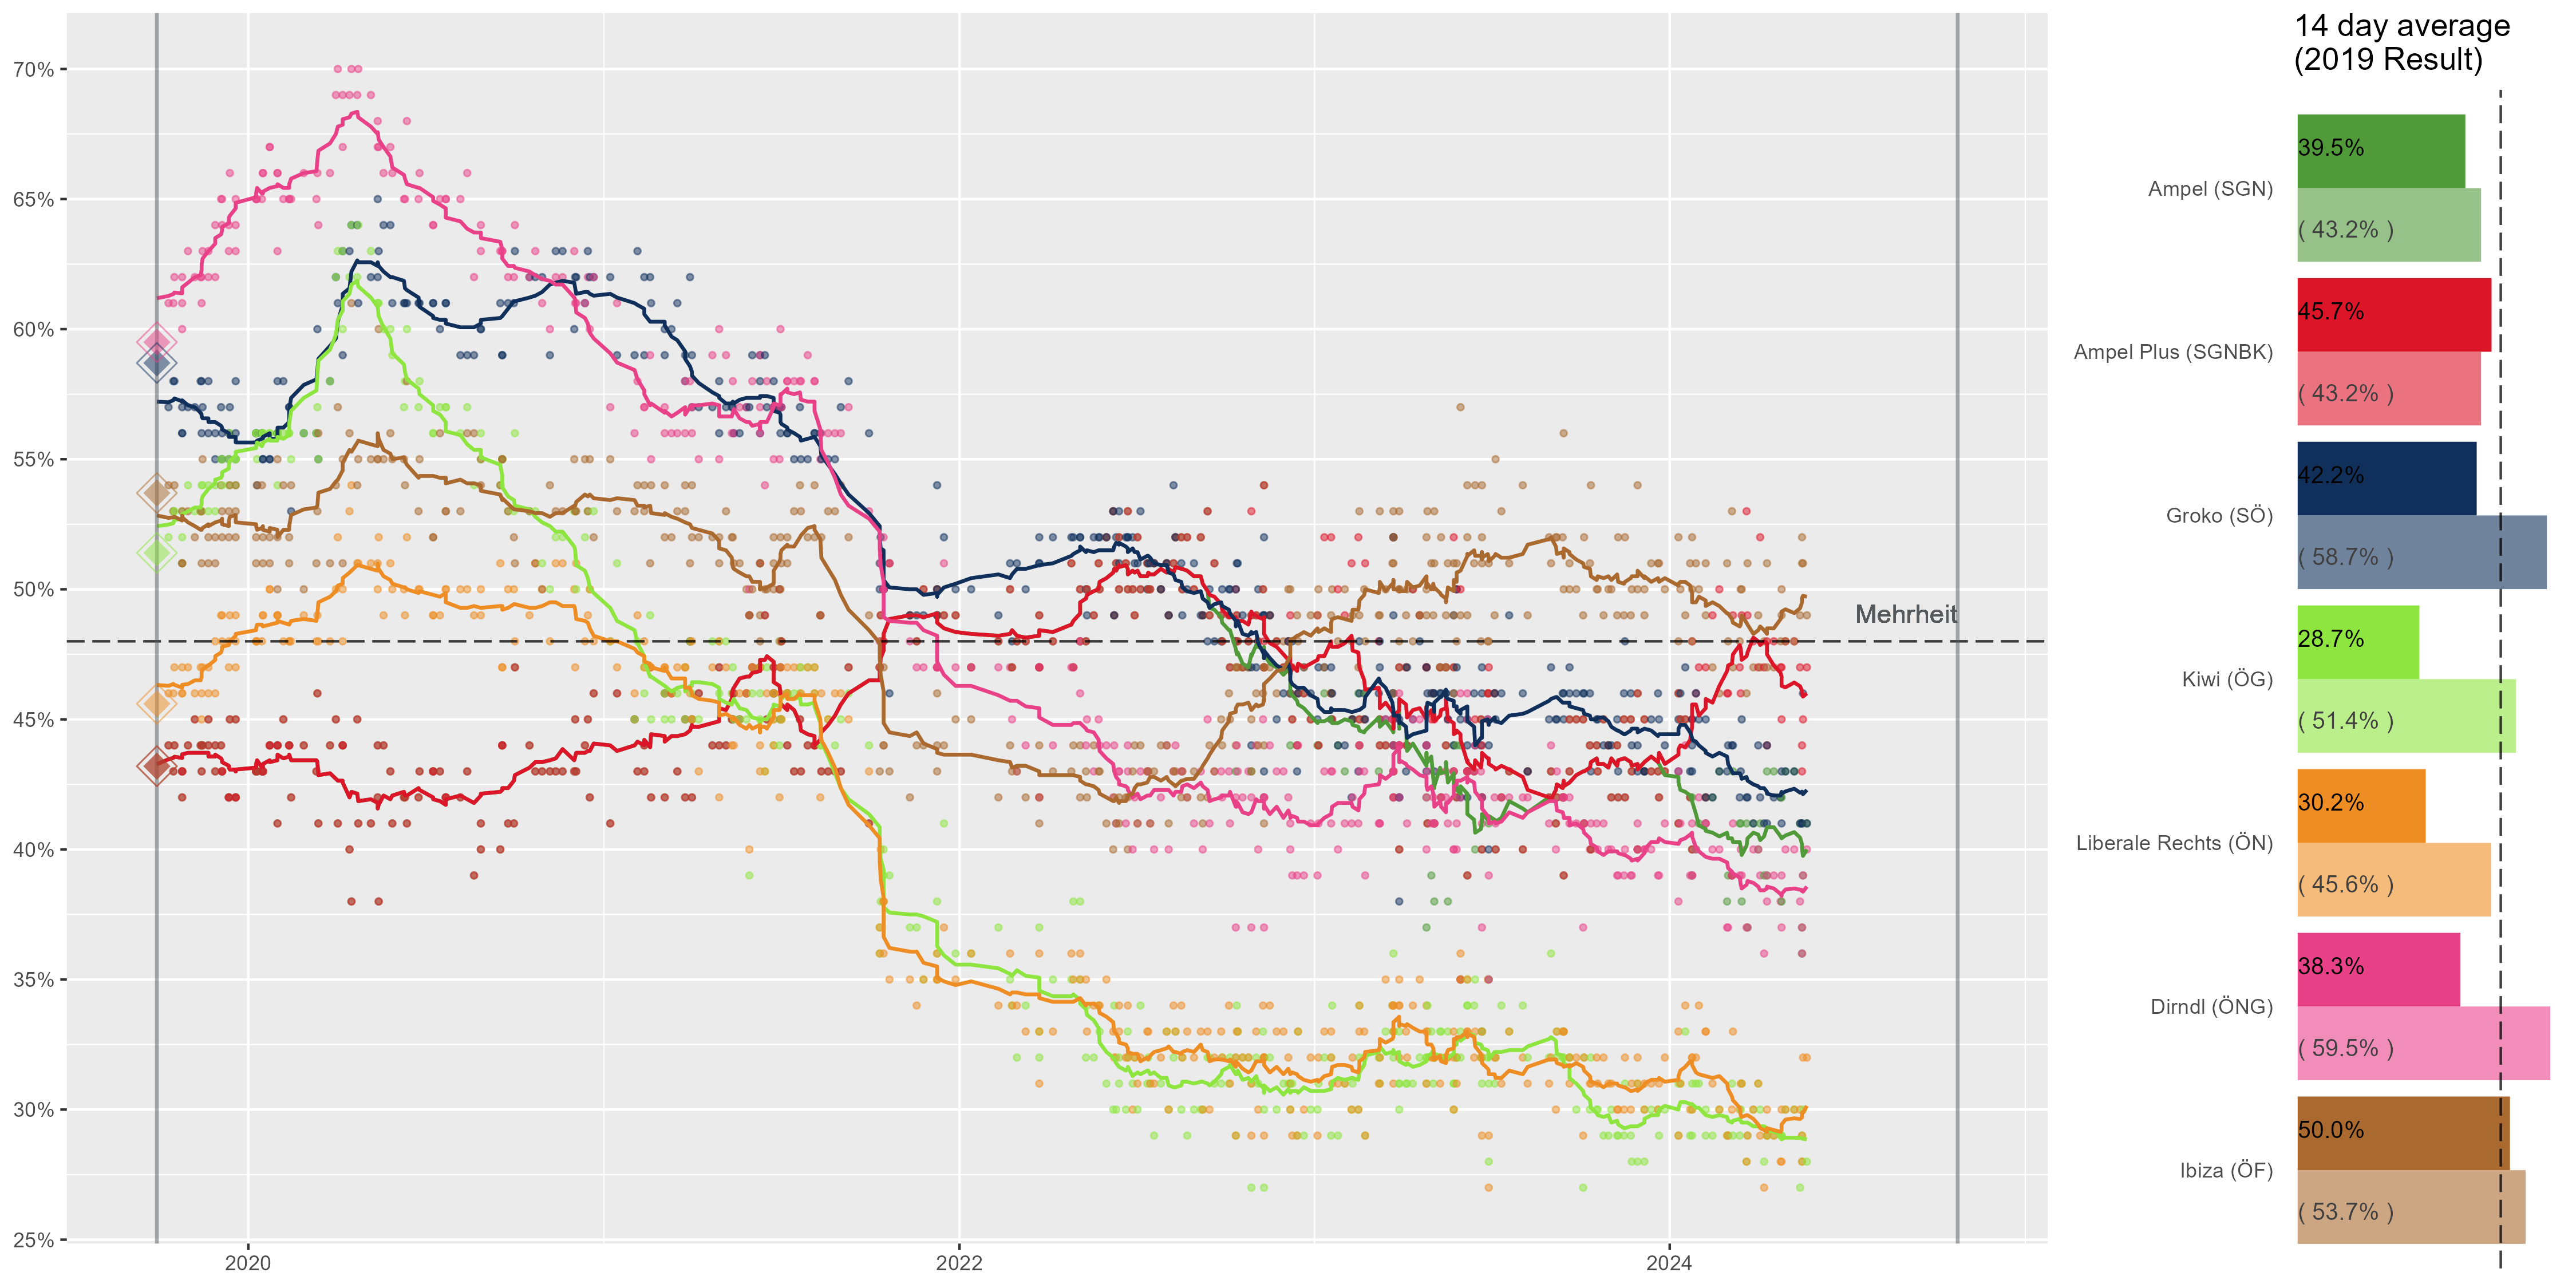 70%
65%
60%
55%
50%
45%
40%
35%
30%
25%
2020
2022
2024
Mehrheit
14 day average
(2019 Result)
Ampel (SGN)
39.5%
( 43.2% )
Ampel Plus (SGNBK)
45.7%
( 43.2% )
Groko (SÖ)
42.2%
( 58.7% )
Kiwi (ÖG)
28.7%
( 51.4% )
Liberale Rechts (ÖN)
30.2%
( 45.6% )
Dirndl (ÖNG)
38.3%
( 59.5% )
Ibiza (ÖF)
50.0%
( 53.7% )